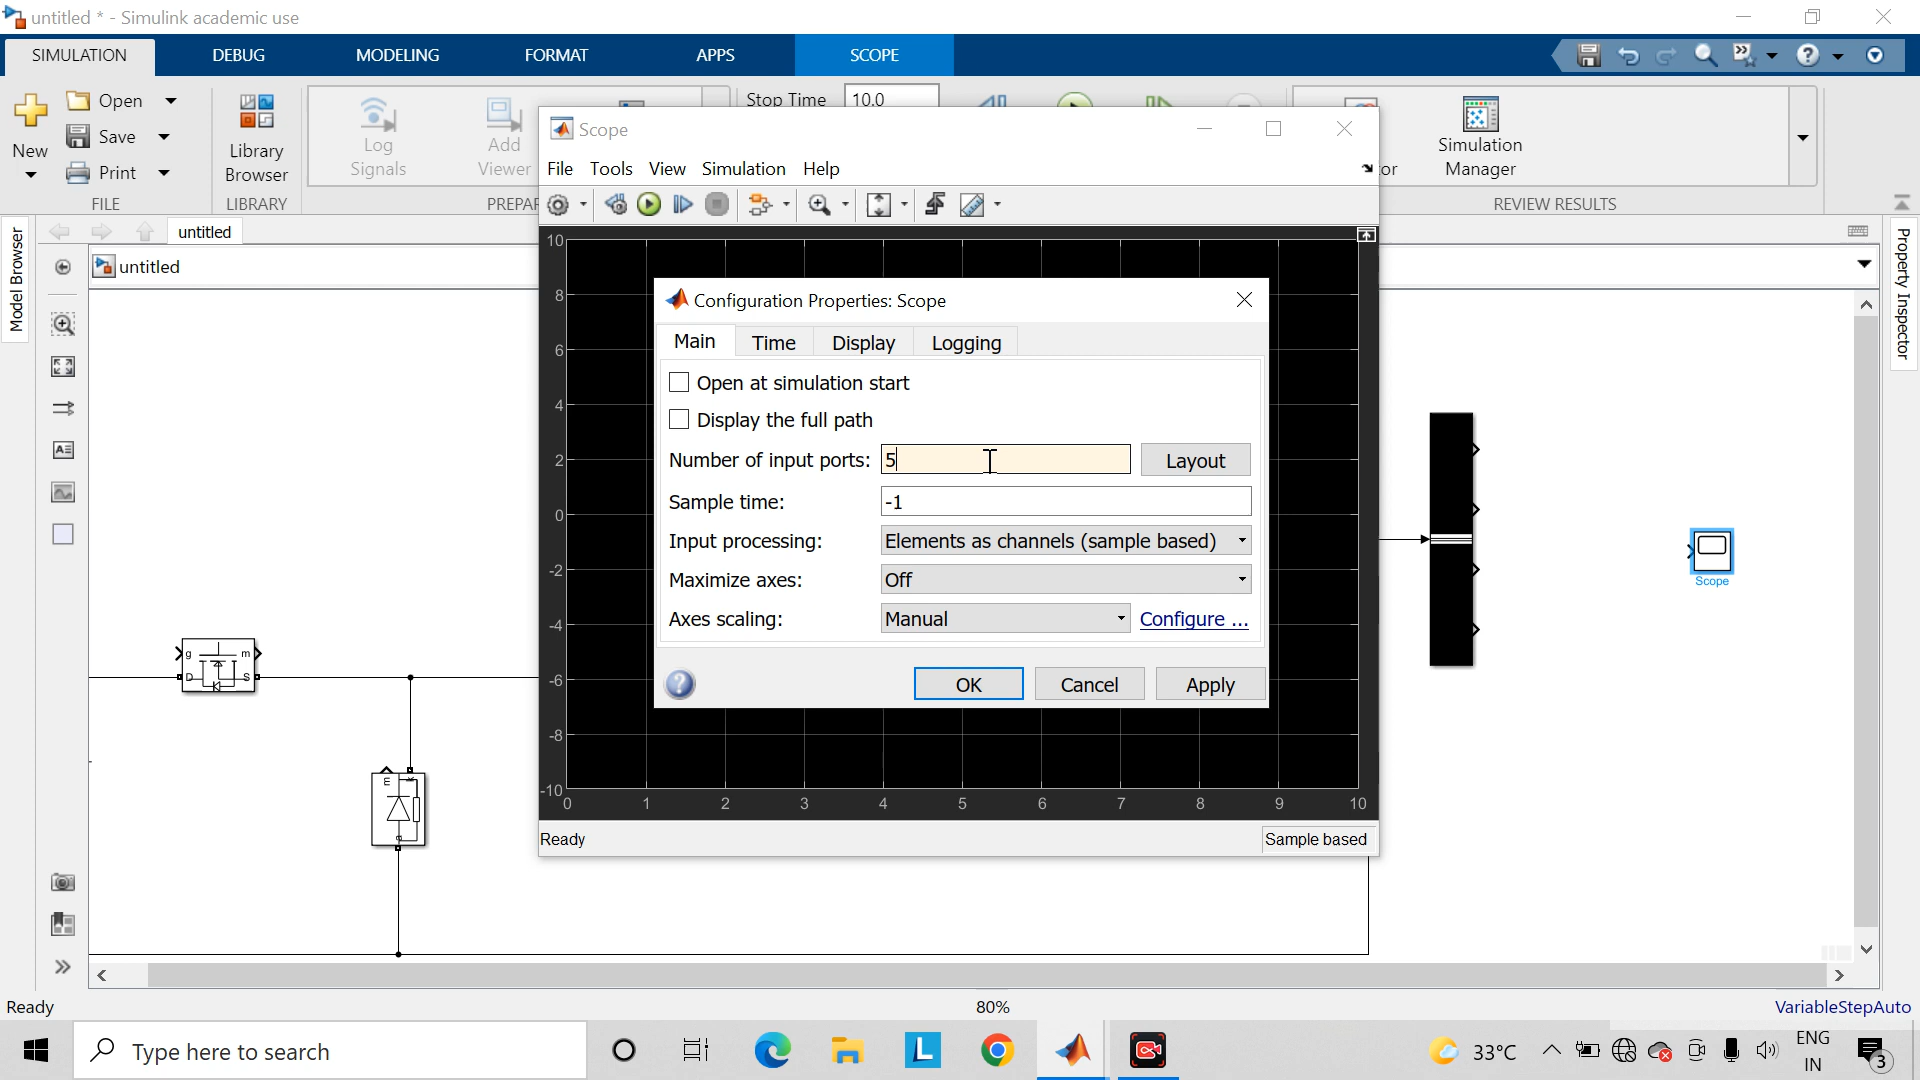 untitled * - Simulink academic use
SIMULATION DEBUG MODELING FORMAT APPS SCOPE
New
Open
Save
Print
FILE
Library
Browser
LIBRARY
Log
Signals
Add
Viewer
PREPAR
Stop Time 10.0
or
Simulation
Manager
REVIEW RESULTS
Model Browser
untitled
untitled
Property Inspector
Scope
File Tools View Simulation Help
10
8
6
4
2
0
-2
-4
-6
-8
-10
0 1 2 3 4 5 6 7 8 9 10
Ready
Sample based
Configuration Properties: Scope
Main Time Display Logging
Open at simulation start
Display the full path
Number of input ports: 5 Layout
Sample time: -1
Input processing: Elements as channels (sample based)
Maximize axes: Off
Axes scaling: Manual Configure ...
OK Cancel Apply
g m
D S
m k
a
Scope
Ready 80% VariableStepAuto
Type here to search
L
33°C
ENG
IN
3